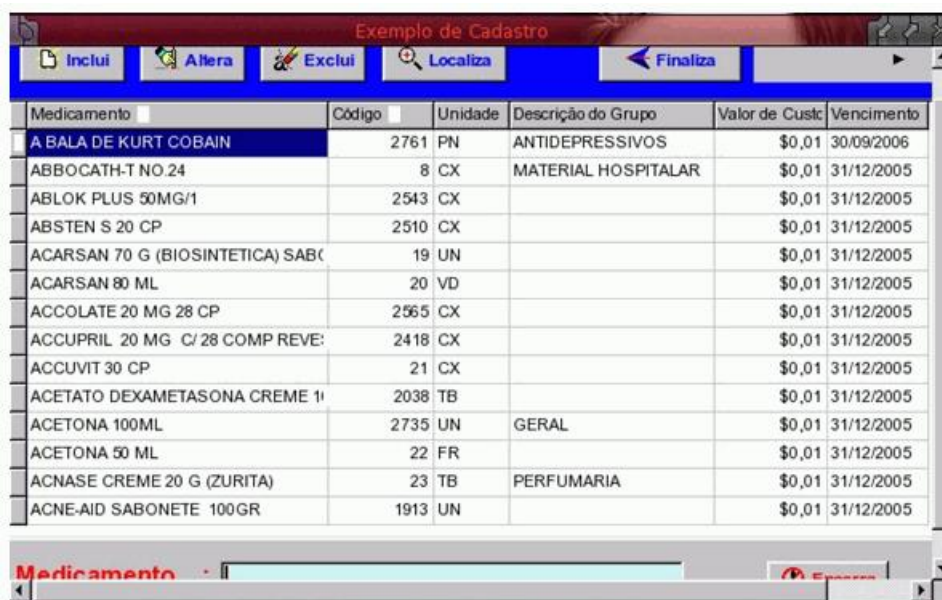 Exemplo de Cadastro
Inclui Altera Exclui Localiza Finaliza
Medicamento Código Unidade Descrição do Grupo Valor de Custo Vencimento
A BALA DE KURT COBAIN 2761 PN ANTIDEPRESSIVOS $0,01 30/09/2006
ABBOCATH-T NO.24 8 CX MATERIAL HOSPITALAR $0,01 31/12/2005
ABLOK PLUS 50MG/1 2543 CX $0,01 31/12/2005
ABSTEN S 20 CP 2510 CX $0,01 31/12/2005
ACARSAN 70 G (BIOSINTETICA) SAB 19 UN $0,01 31/12/2005
ACARSAN 80 ML 20 VD $0,01 31/12/2005
ACCOLATE 20 MG 28 CP 2565 CX $0,01 31/12/2005
ACCUPRIL 20 MG C/ 28 COMP REVE 2418 CX $0,01 31/12/2005
ACCUVIT 30 CP 21 CX $0,01 31/12/2005
ACETATO DEXAMETASONA CREME 1 2038 TB $0,01 31/12/2005
ACETONA 100ML 2735 UN GERAL $0,01 31/12/2005
ACETONA 50 ML 22 FR $0,01 31/12/2005
ACNASE CREME 20 G (ZURITA) 23 TB PERFUMARIA $0,01 31/12/2005
ACNE-AID SABONETE 100GR 1913 UN $0,01 31/12/2005
Medicamento :